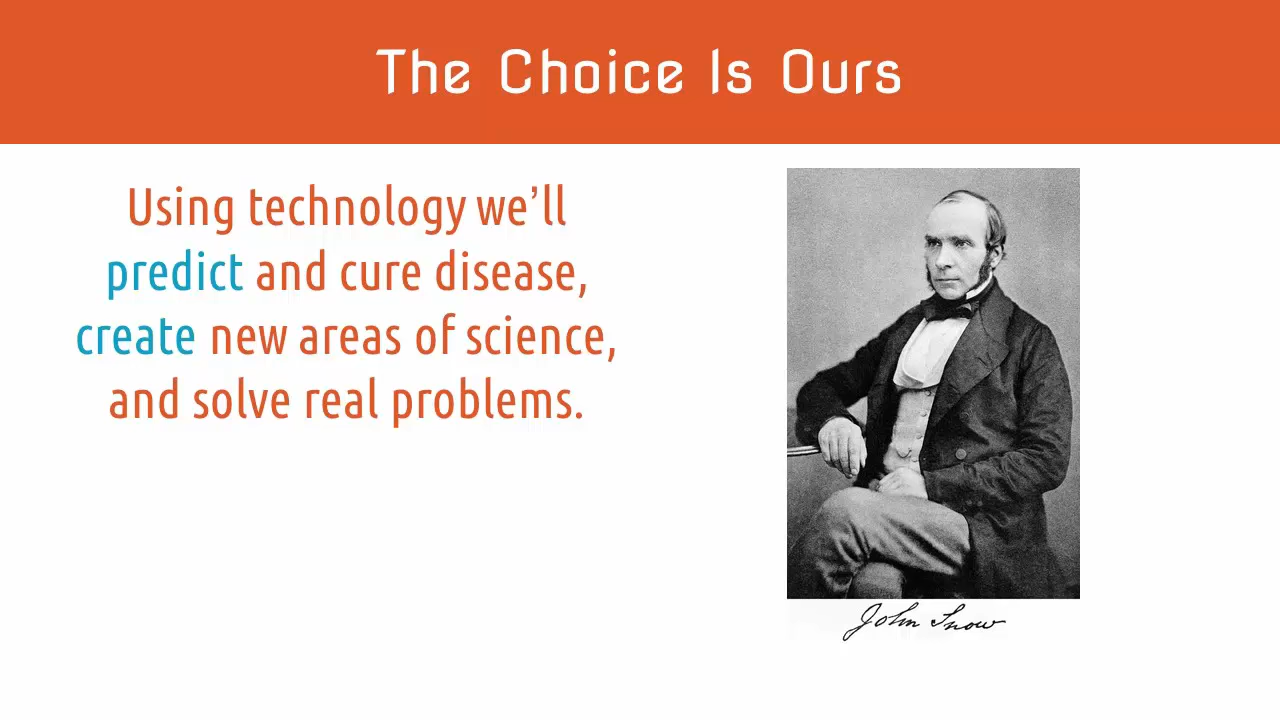 The Choice Is Ours
Using technology we’ll
predict and cure disease,
create new areas of science,
and solve real problems.
John Snow